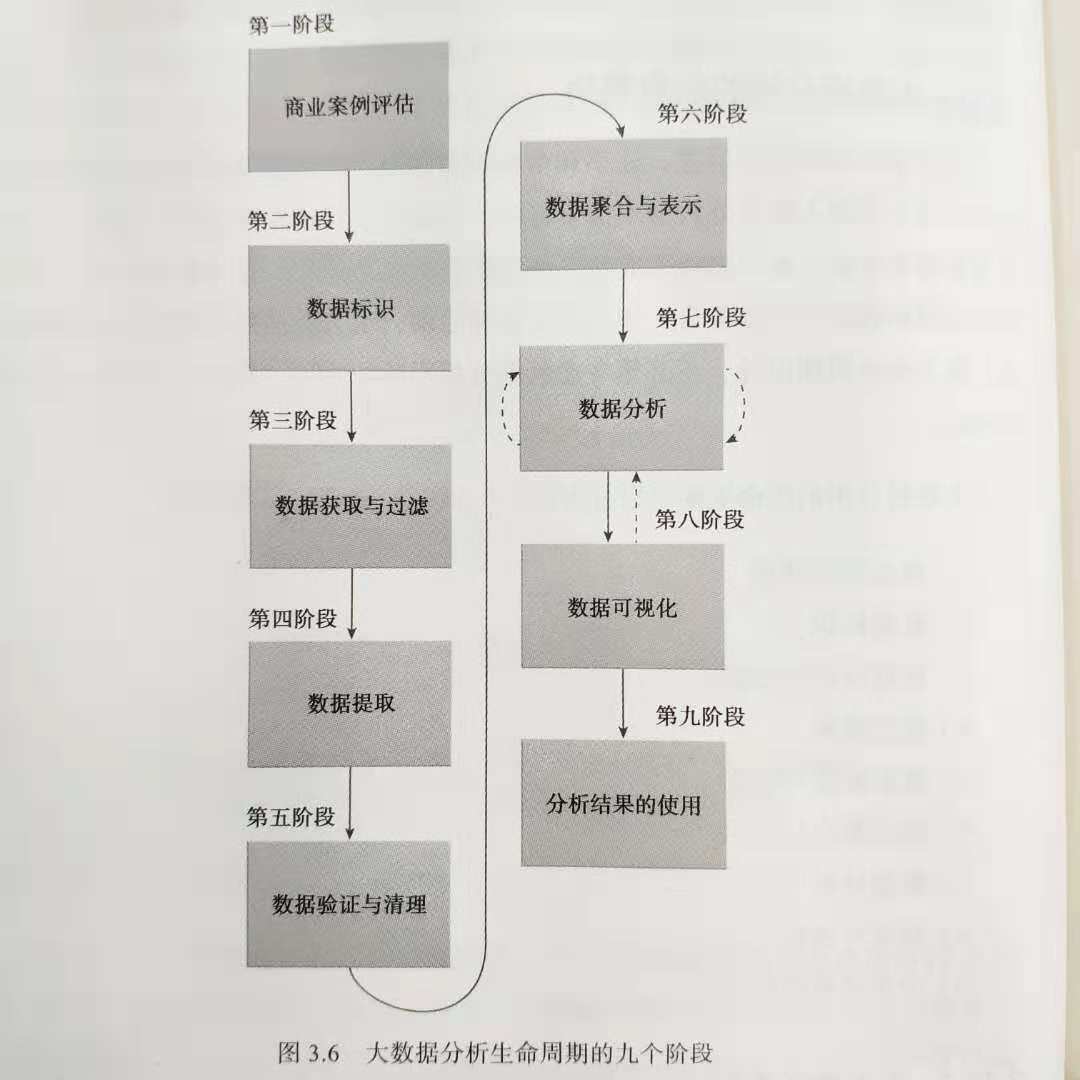 第一阶段
商业案例评估
第二阶段
数据标识
第三阶段
数据获取与过滤
第四阶段
数据提取
第五阶段
数据验证与清理
第六阶段
数据聚合与表示
第七阶段
数据分析
第八阶段
数据可视化
第九阶段
分析结果的使用
图 3.6 大数据分析生命周期的九个阶段